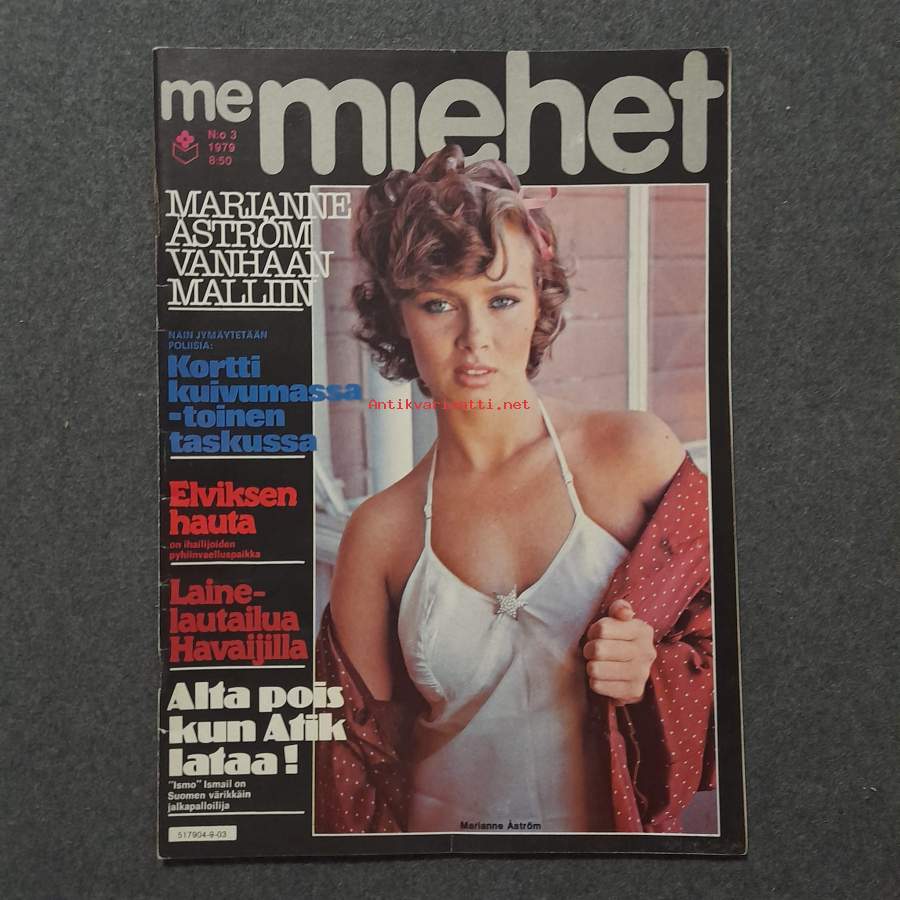 me miehet
N:o 3
1979
8:50
MARJANNE
ÅSTRÖM
VANHAAN
MALLIIN
NÄIN JYMÄYTETÄÄN
POLIISIA:
Kortti
kuivumassa
-toinen
taskussa
Elviksen
hauta
on ihailijoiden
pyhiinvaelluspaikka
Laine-
lautailua
Havaijilla
Alta pois
kun Atik
lataa!
"Ismo" Ismail on
Suomen värikkäin
jalkapalloilija
517904-9-03
Marianne Åström
Antikvariaatti.net